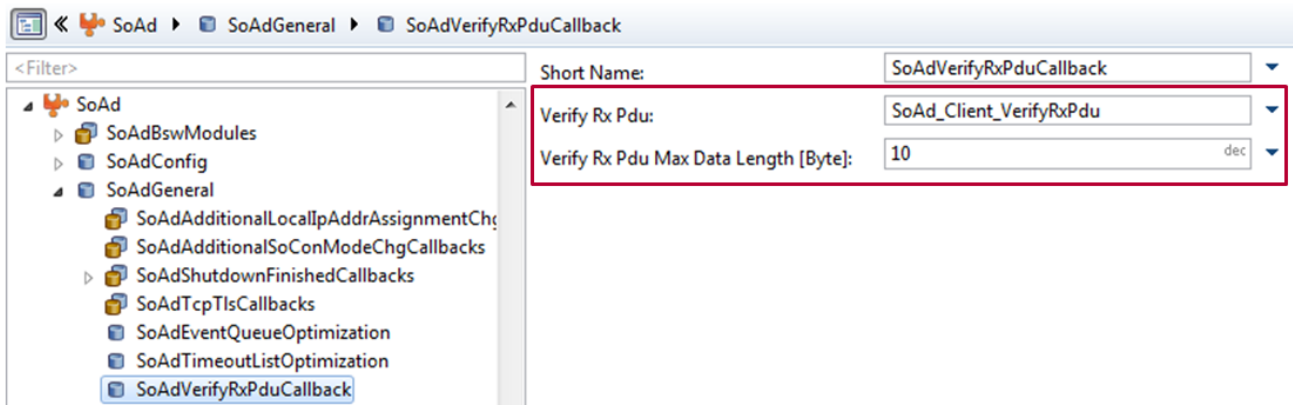 « SoAd ▸ SoAdGeneral ▸ SoAdVerifyRxPduCallback
<Filter>
SoAd
SoAdBswModules
SoAdConfig
SoAdGeneral
SoAdAdditionalLocalIpAddrAssignmentChg
SoAdAdditionalSoConModeChgCallbacks
SoAdShutdownFinishedCallbacks
SoAdTcpTlsCallbacks
SoAdEventQueueOptimization
SoAdTimeoutListOptimization
SoAdVerifyRxPduCallback
Short Name: SoAdVerifyRxPduCallback
Verify Rx Pdu: SoAd_Client_VerifyRxPdu
Verify Rx Pdu Max Data Length [Byte]: 10 dec